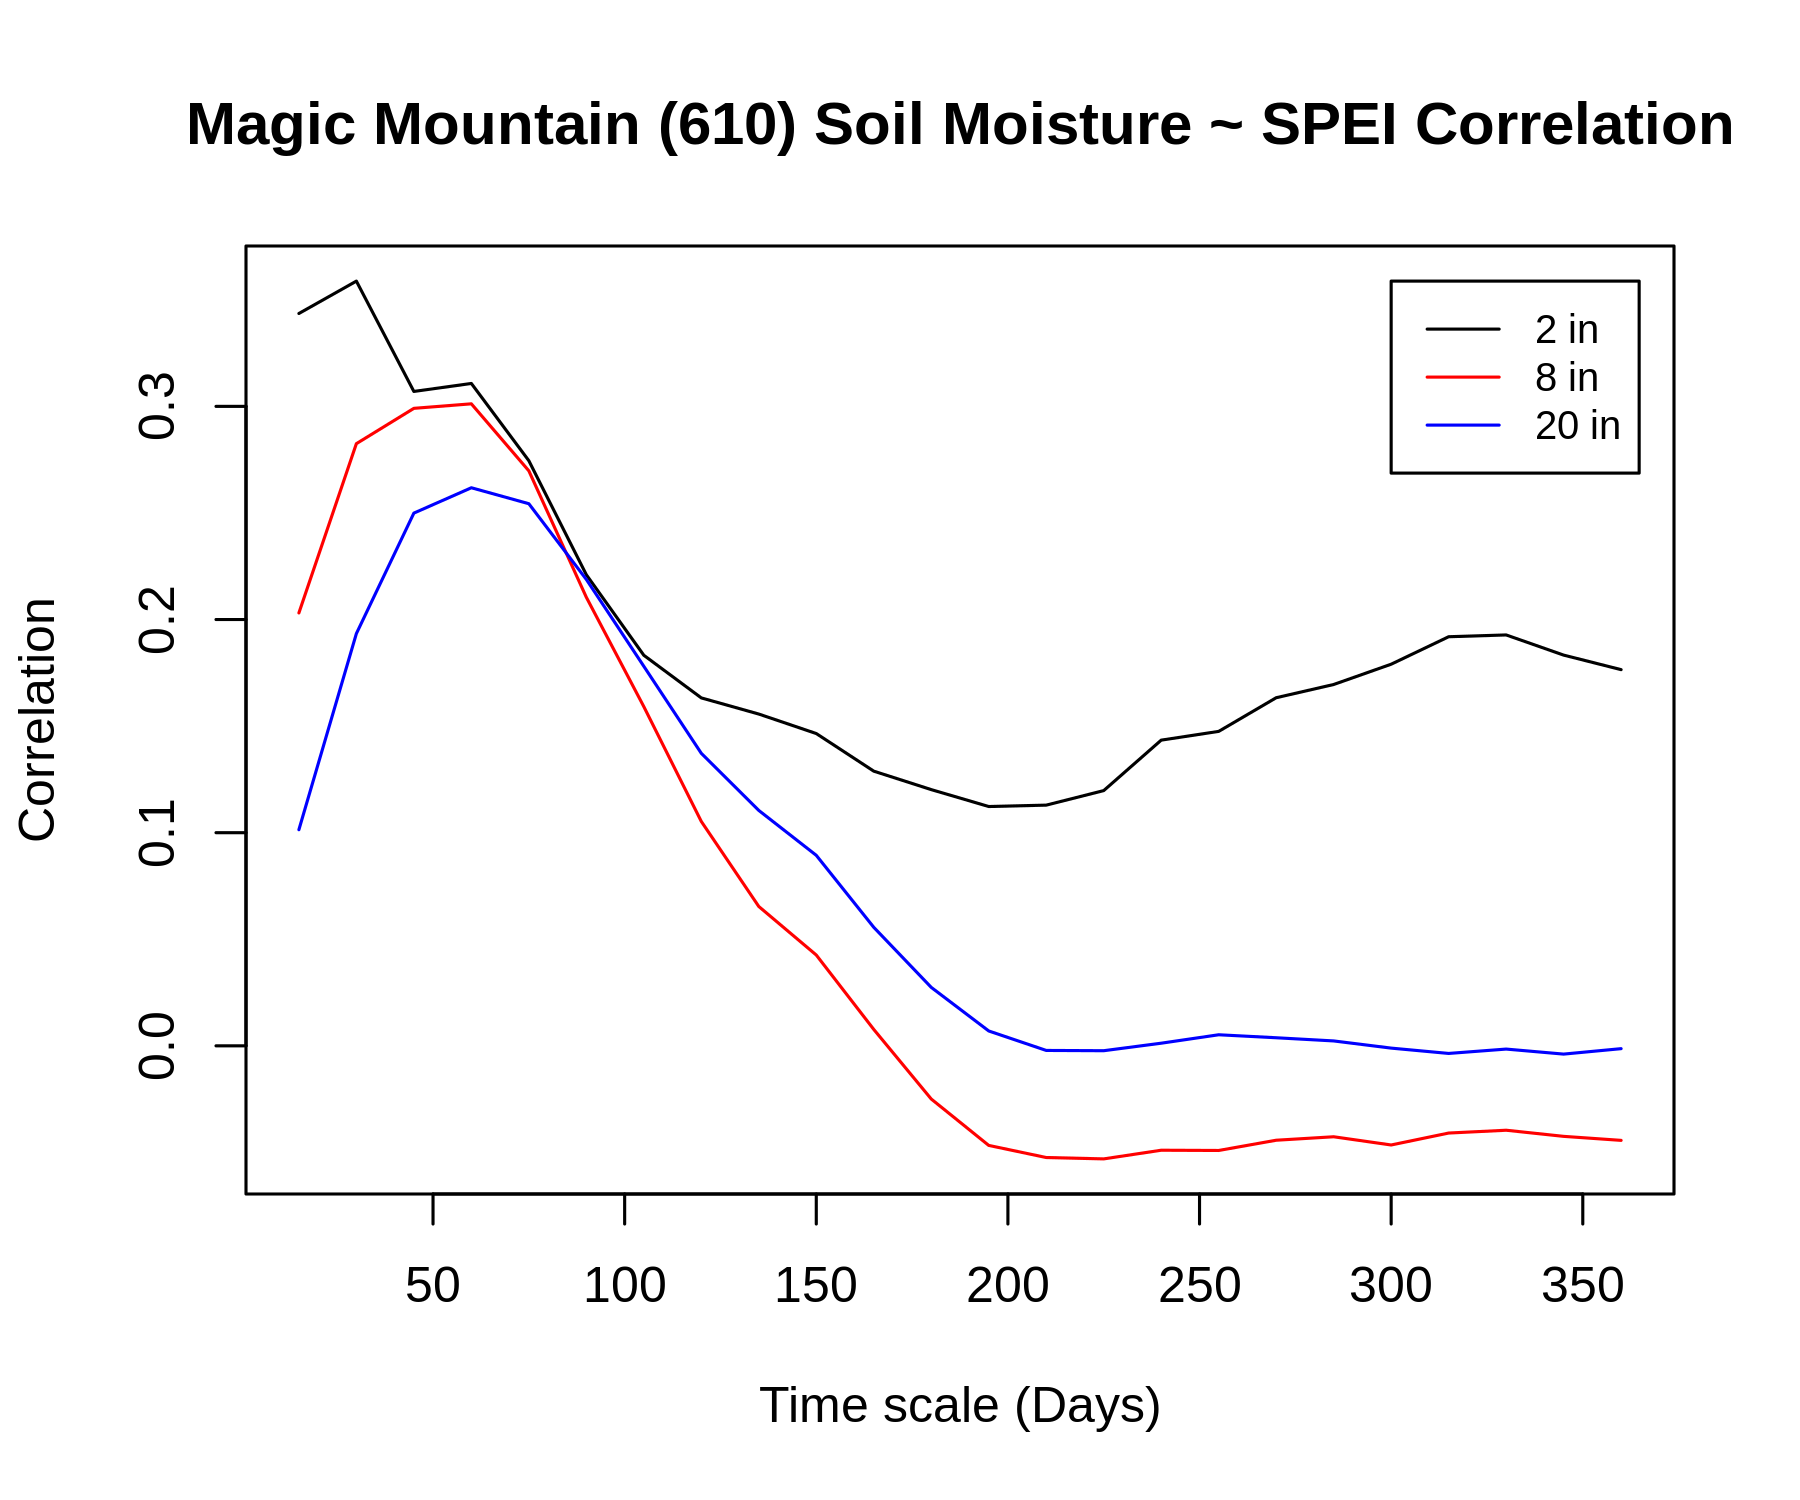 Magic Mountain (610) Soil Moisture ~ SPEI Correlation
2 in
8 in
20 in
Correlation
0.3
0.2
0.1
0.0
50 100 150 200 250 300 350
Time scale (Days)